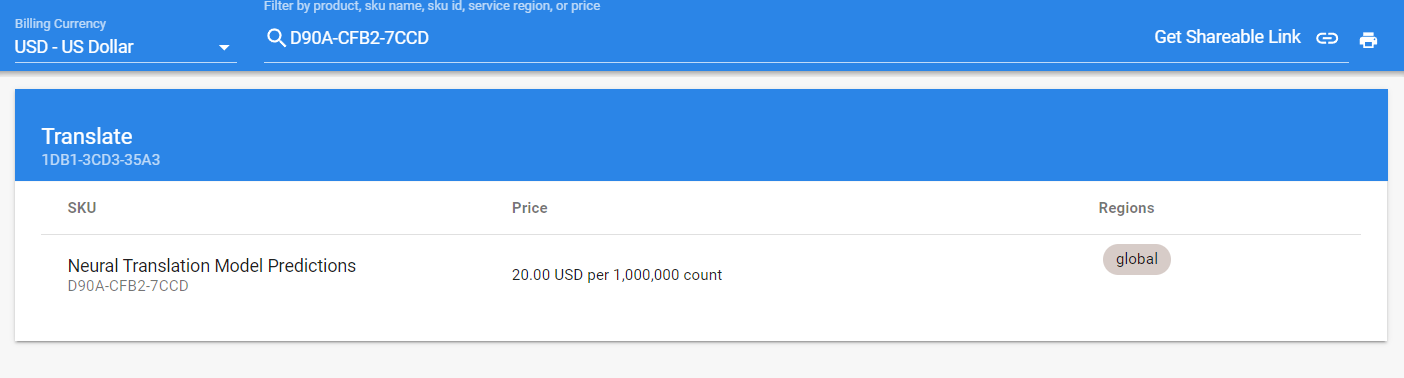 Filter by product, sku name, sku id, service region, or price
Billing Currency
USD - US Dollar
D90A-CFB2-7CCD
Get Shareable Link
Translate
1DB1-3CD3-35A3
SKU Price Regions
Neural Translation Model Predictions
D90A-CFB2-7CCD
20.00 USD per 1,000,000 count
global